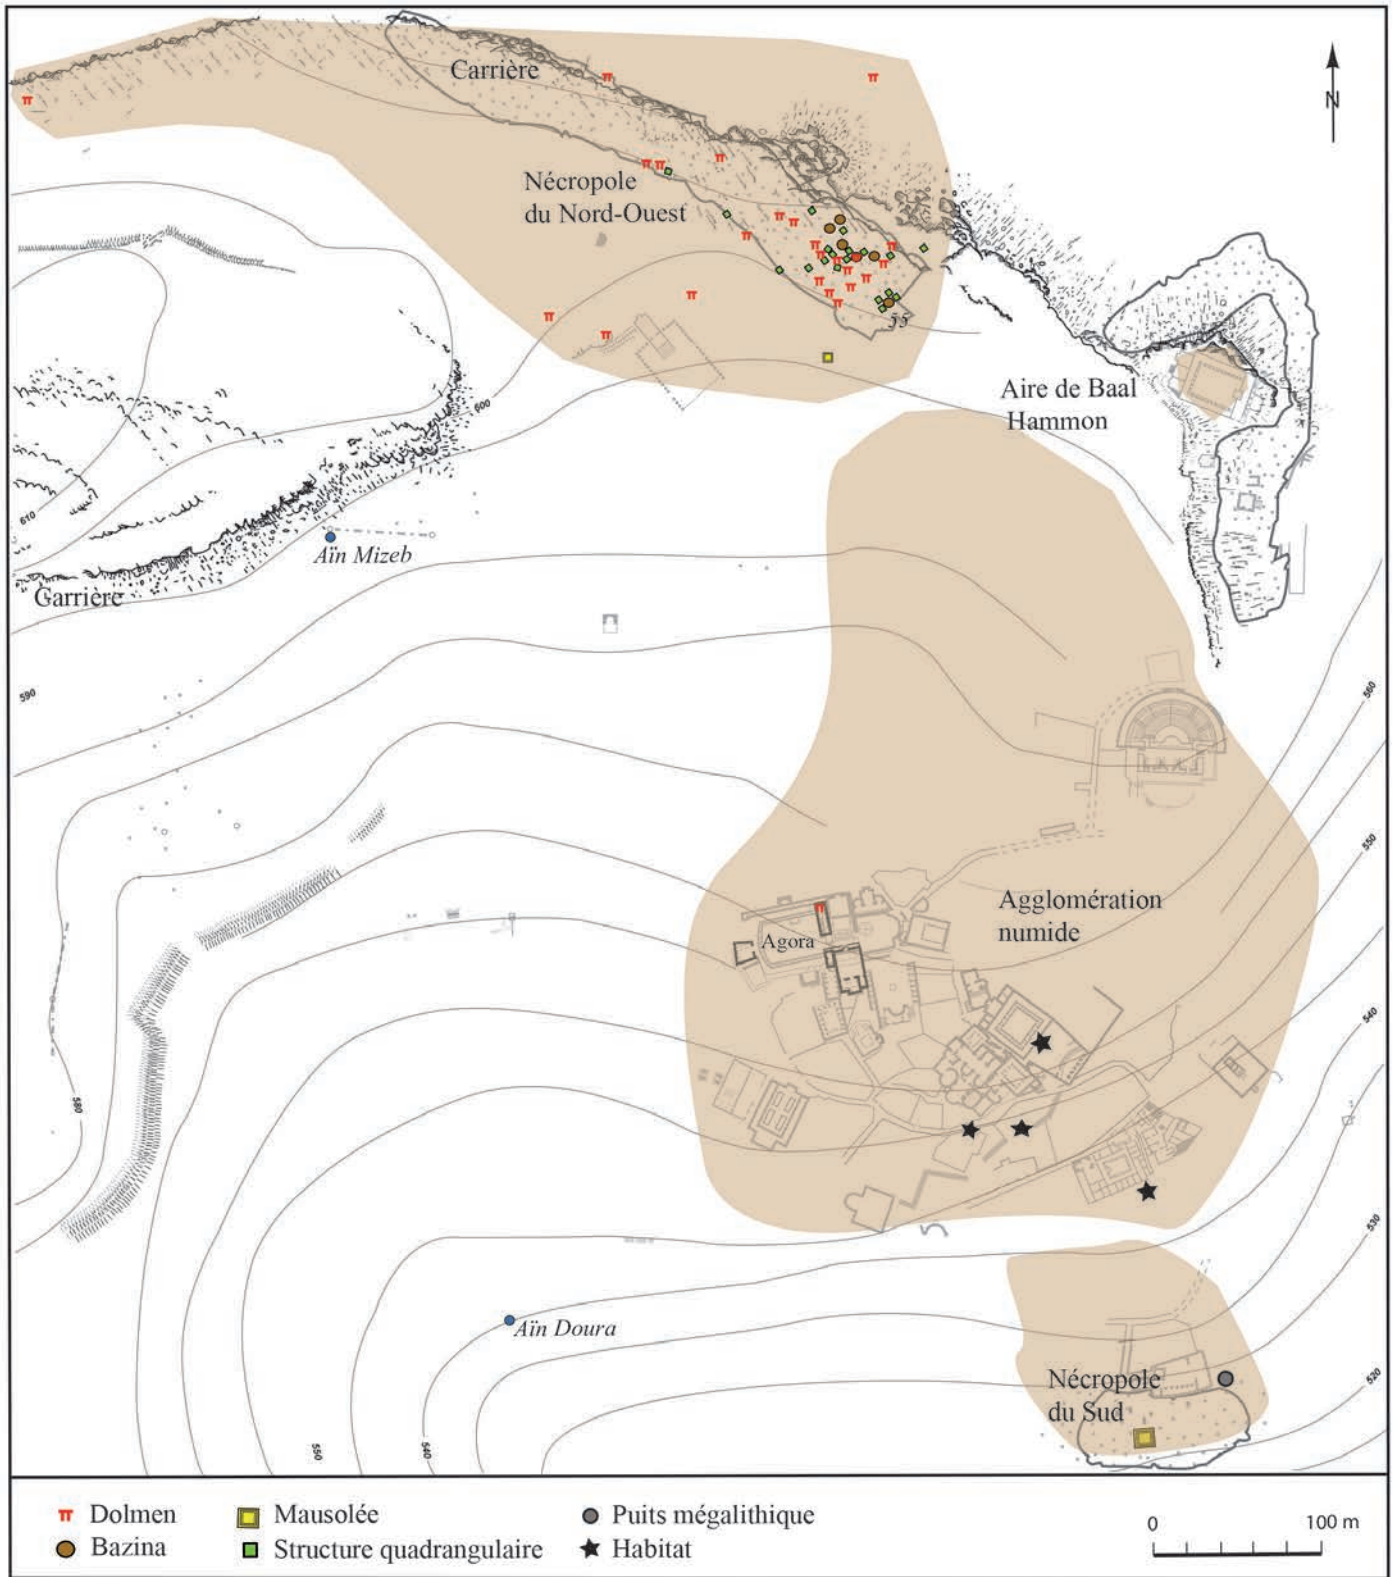 Carrière
N
Nécropole
du Nord-Ouest
55
Aire de Baal
Hammon
600
610
Aïn Mizeb
Garrière
590
560
550
Agglomération
numide
Agora
540
580
530
Aïn Doura
520
Nécropole
du Sud
550
540
Dolmen
Mausolée
Puits mégalithique
0
100 m
Bazina
Structure quadrangulaire
Habitat